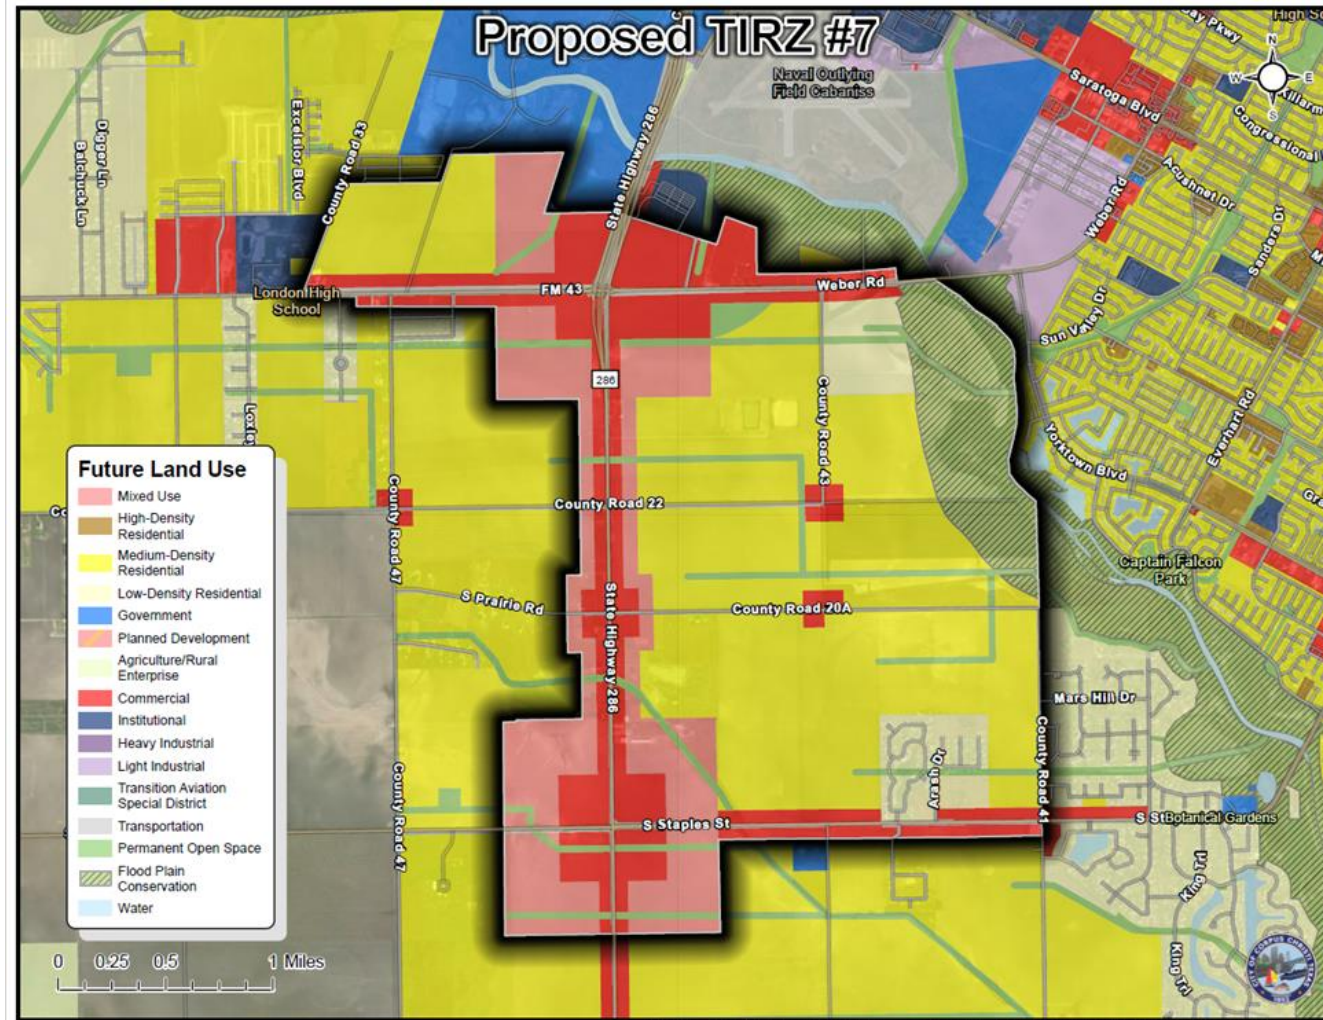 Proposed TIRZ #7
High
Naval Outlying
Field Cabaniss
N
W
E
S
Saratoga Blvd
Acushnet Dr
Weber Rd
Sanders Dr
Digger Ln
Balchuck Ln
Excelsior Blvd
County Road 33
State Highway 286
London High
School
FM 43
Weber Rd
Sun Valley Dr
286
Everhart Rd
Yorktown Blvd
County Road 43
County Road 22
County Road 47
Captain Falcon
Park
S Prairie Rd
State Highway 286
County Road 20A
Mars Hill Dr
County Road 41
Arash Dr
County Road 47
S Staples St
S St
Botanical Gardens
King Trl
King Trl
Future Land Use
Mixed Use
High-Density
Residential
Medium-Density
Residential
Low-Density Residential
Government
Planned Development
Agriculture/Rural
Enterprise
Commercial
Institutional
Heavy Industrial
Light Industrial
Transition Aviation
Special District
Transportation
Permanent Open Space
Flood Plain
Conservation
Water
0 0.25 0.5 1 Miles